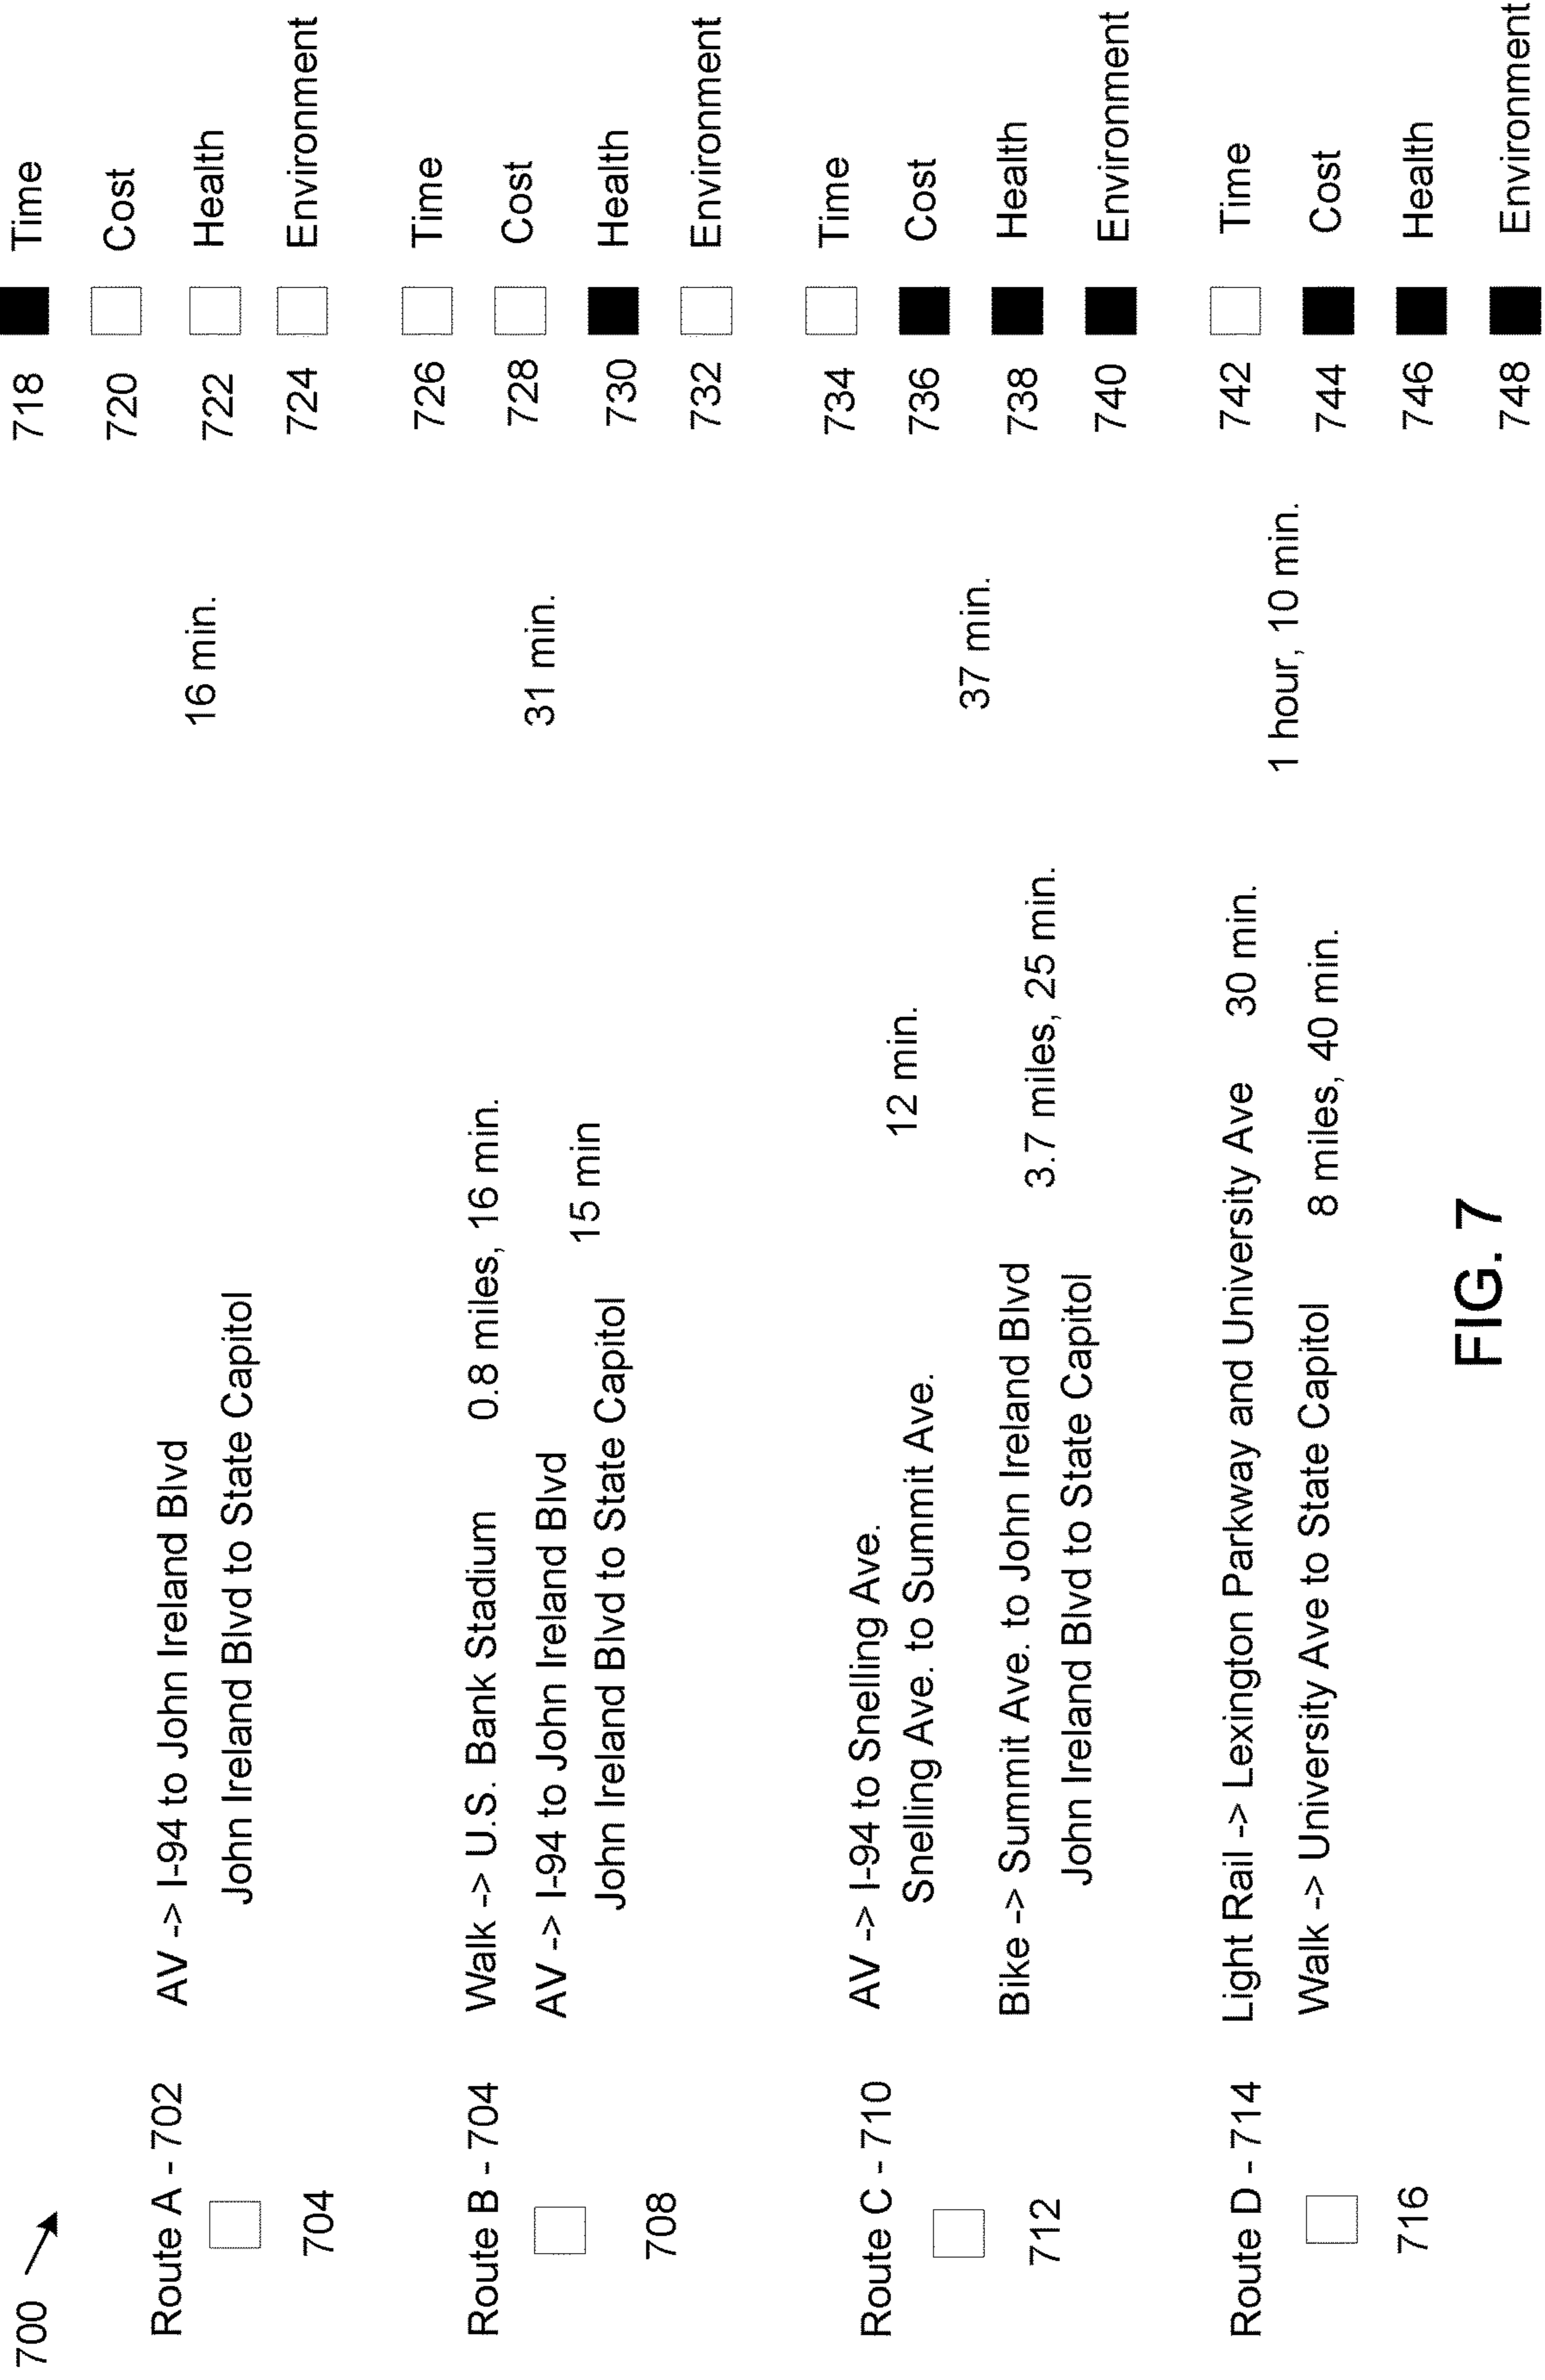 700
Route A - 702
704
AV -> I-94 to John Ireland Blvd
John Ireland Blvd to State Capitol
16 min.
718 Time
720 Cost
722 Health
724 Environment
Route B - 704
708
Walk -> U.S. Bank Stadium 0.8 miles, 16 min.
AV -> I-94 to John Ireland Blvd
John Ireland Blvd to State Capitol 15 min
31 min.
726 Time
728 Cost
730 Health
732 Environment
Route C - 710
712
AV -> I-94 to Snelling Ave.
Snelling Ave. to Summit Ave. 12 min.
Bike -> Summit Ave. to John Ireland Blvd
John Ireland Blvd to State Capitol 3.7 miles, 25 min.
37 min.
734 Time
736 Cost
738 Health
740 Environment
Route D - 714
716
Light Rail -> Lexington Parkway and University Ave 30 min.
Walk -> University Ave to State Capitol 8 miles, 40 min.
1 hour, 10 min.
742 Time
744 Cost
746 Health
748 Environment
FIG. 7